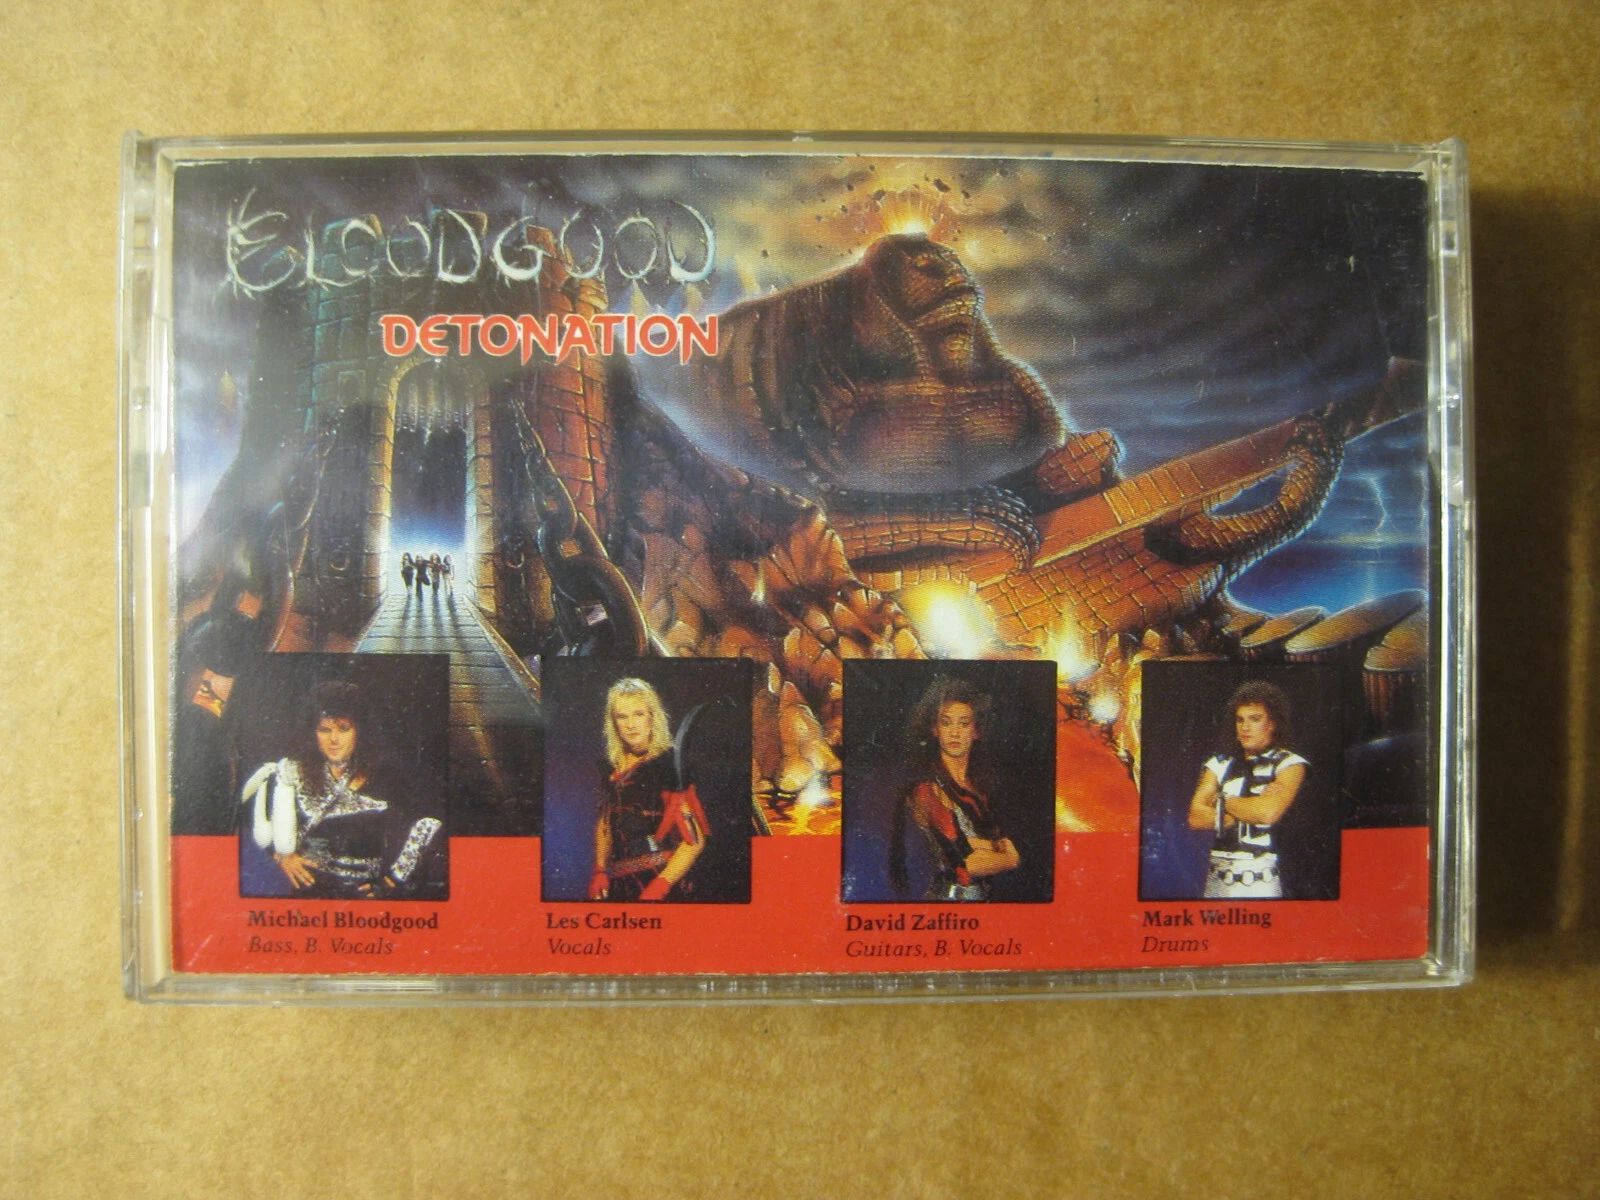 BLOODGOOD
DETONATION
Michael Bloodgood
Bass, B. Vocals
Les Carlsen
Vocals
David Zaffiro
Guitars, B. Vocals
Mark Welling
Drums